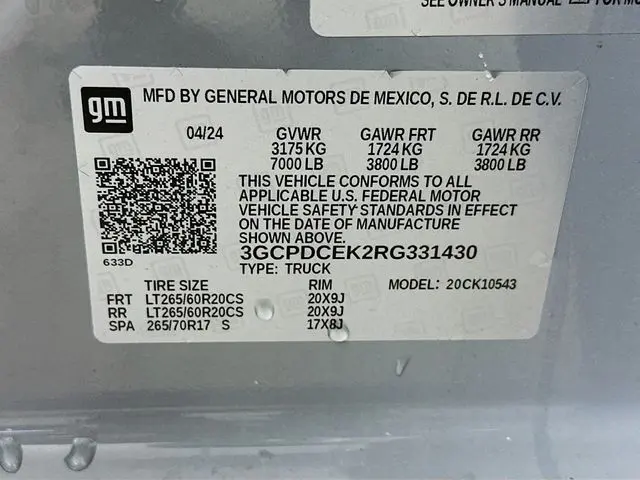 SEE OWNER'S MANUAL
gm
MFD BY GENERAL MOTORS DE MEXICO, S. DE R.L. DE C.V.
04/24 GVWR GAWR FRT GAWR RR
3175 KG 1724 KG 1724 KG
7000 LB 3800 LB 3800 LB
THIS VEHICLE CONFORMS TO ALL
APPLICABLE U.S. FEDERAL MOTOR
VEHICLE SAFETY STANDARDS IN EFFECT
ON THE DATE OF MANUFACTURE
SHOWN ABOVE.
633D
3GCPDCEK2RG331430
TYPE: TRUCK MODEL: 20CK10543
TIRE SIZE RIM
FRT LT265/60R20CS 20X9J
RR LT265/60R20CS 20X9J
SPA 265/70R17 S 17X8J